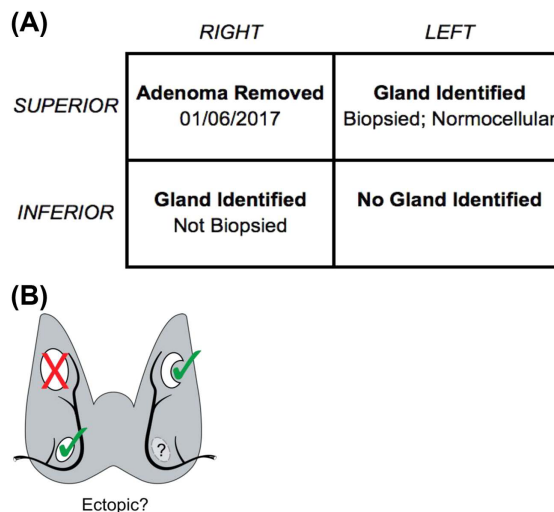 (A)
RIGHT LEFT
SUPERIOR
Adenoma Removed
01/06/2017
Gland Identified
Biopsied; Normocellular
INFERIOR
Gland Identified
Not Biopsied
No Gland Identified
(B)
?
Ectopic?